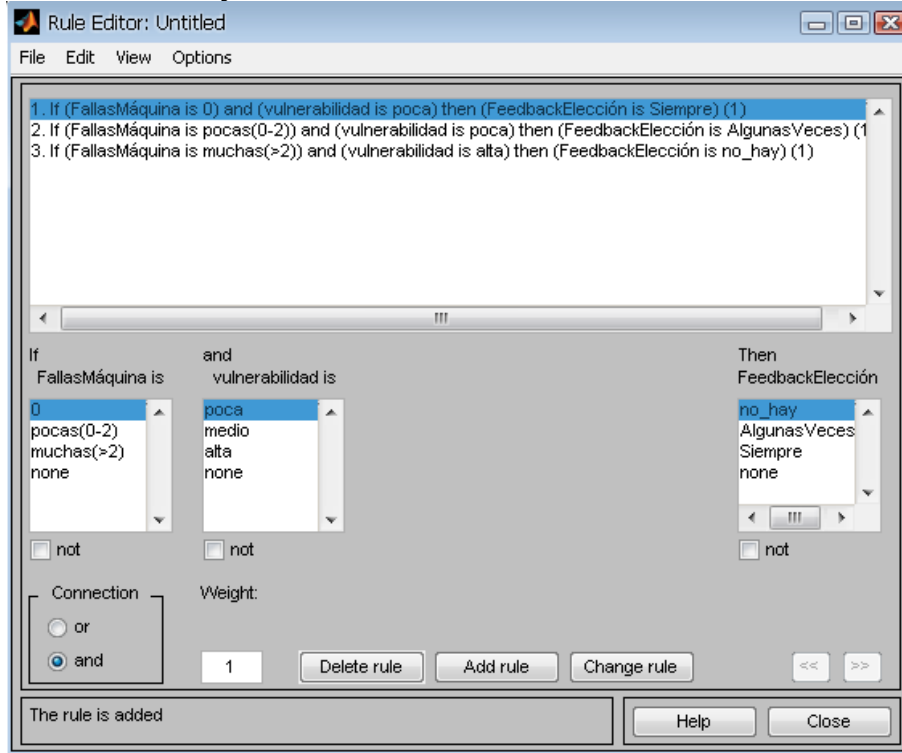 Rule Editor: Untitled
File Edit View Options
1. If (FallasMáquina is 0) and (vulnerabilidad is poca) then (FeedbackElección is Siempre) (1)
2. If (FallasMáquina is pocas(0-2)) and (vulnerabilidad is poca) then (FeedbackElección is AlgunasVeces) (1
3. If (FallasMáquina is muchas(>2)) and (vulnerabilidad is alta) then (FeedbackElección is no_hay) (1)
If and Then
FallasMáquina is vulnerabilidad is FeedbackElección
0 poca no_hay
pocas(0-2) medio AlgunasVeces
muchas(>2) alta Siempre
none none none
not not not
Connection Weight:
or
and 1 Delete rule Add rule Change rule << >>
The rule is added Help Close